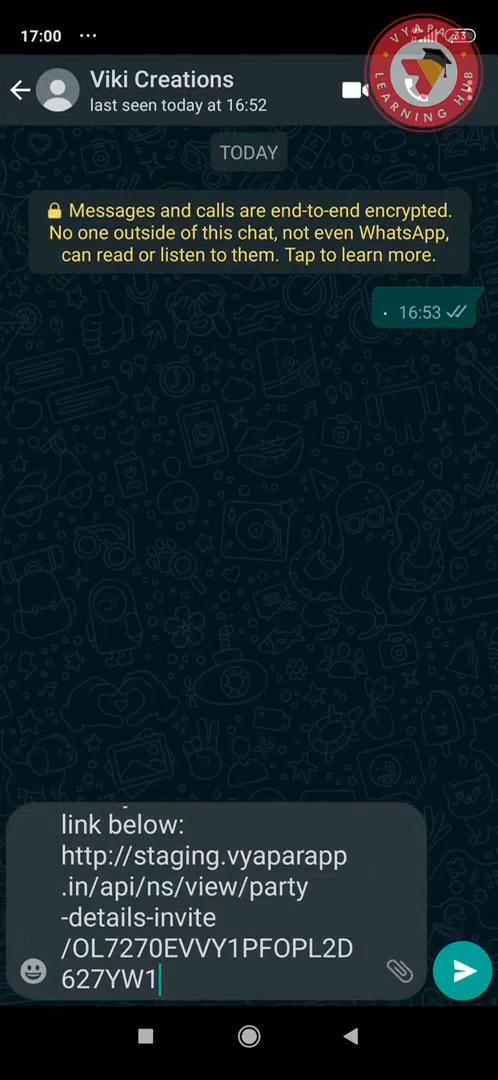 17:00 ...
33
VYAPAR
LEARNING HUB
Viki Creations
last seen today at 16:52
TODAY
Messages and calls are end-to-end encrypted.
No one outside of this chat, not even WhatsApp,
can read or listen to them. Tap to learn more.
. 16:53
link below:
http://staging.vyaparapp
.in/api/ns/view/party
-details-invite
/OL7270EVVY1PFOPL2D
627YW1